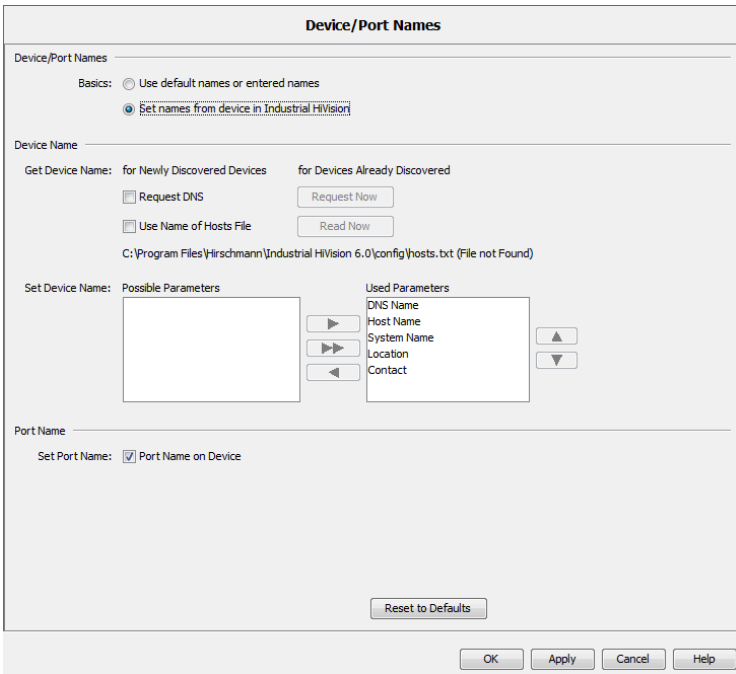 Device/Port Names
Device/Port Names
Basics: Use default names or entered names
Set names from device in Industrial HiVision
Device Name
Get Device Name: for Newly Discovered Devices for Devices Already Discovered
Request DNS Request Now
Use Name of Hosts File Read Now
C:\Program Files\Hirschmann\Industrial HiVision 6.0\config\hosts.txt (File not Found)
Set Device Name: Possible Parameters Used Parameters
DNS Name
Host Name
System Name
Location
Contact
Port Name
Set Port Name: Port Name on Device
Reset to Defaults
OK Apply Cancel Help